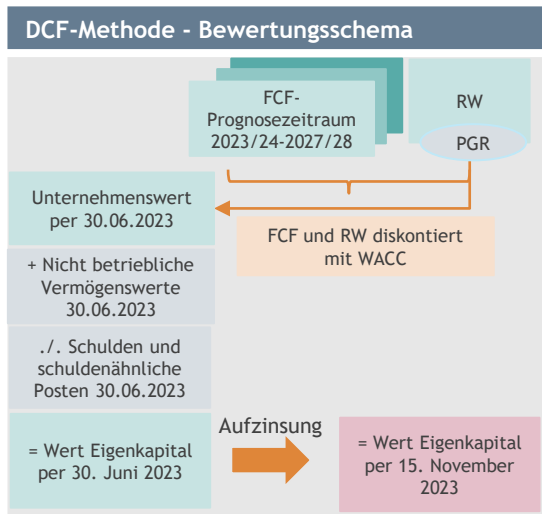 DCF-Methode - Bewertungsschema
FCF-
Prognosezeitraum
2023/24-2027/28
RW
PGR
Unternehmenswert
per 30.06.2023
FCF und RW diskontiert
mit WACC
+ Nicht betriebliche
Vermögenswerte
30.06.2023
./. Schulden und
schuldenähnliche
Posten 30.06.2023
= Wert Eigenkapital
per 30. Juni 2023
Aufzinsung
= Wert Eigenkapital
per 15. November
2023